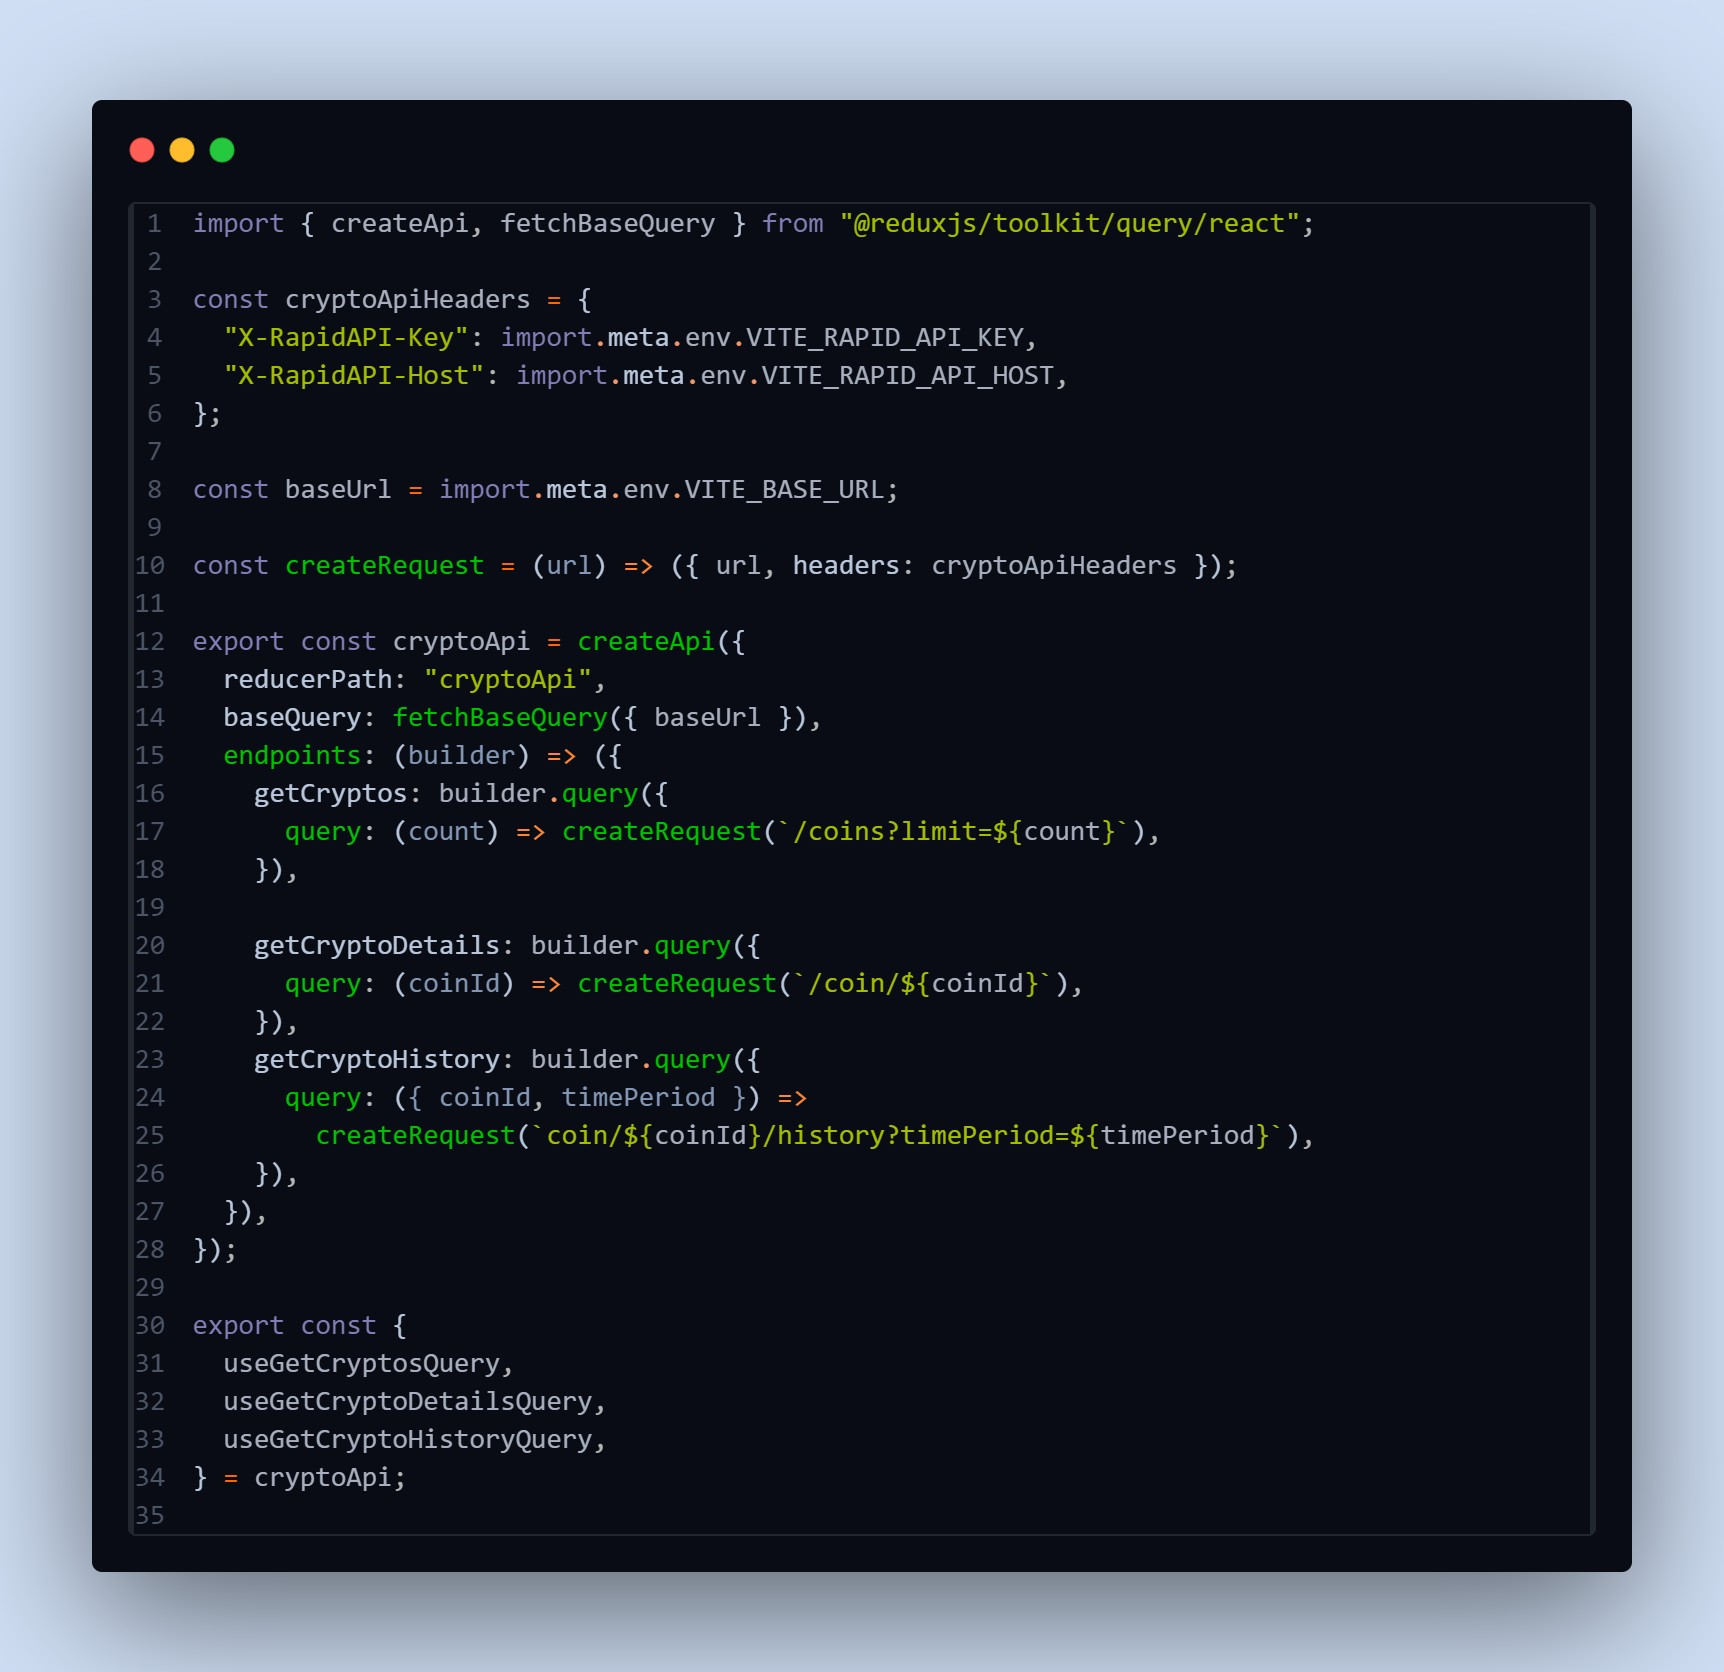 1 import { createApi, fetchBaseQuery } from "@reduxjs/toolkit/query/react";
2
3 const cryptoApiHeaders = {
4   "X-RapidAPI-Key": import.meta.env.VITE_RAPID_API_KEY,
5   "X-RapidAPI-Host": import.meta.env.VITE_RAPID_API_HOST,
6 };
7
8 const baseUrl = import.meta.env.VITE_BASE_URL;
9
10 const createRequest = (url) => ({ url, headers: cryptoApiHeaders });
11
12 export const cryptoApi = createApi({
13   reducerPath: "cryptoApi",
14   baseQuery: fetchBaseQuery({ baseUrl }),
15   endpoints: (builder) => ({
16     getCryptos: builder.query({
17       query: (count) => createRequest(`/coins?limit=${count}`),
18     }),
19
20     getCryptoDetails: builder.query({
21       query: (coinId) => createRequest(`/coin/${coinId}`),
22     }),
23     getCryptoHistory: builder.query({
24       query: ({ coinId, timePeriod }) =>
25         createRequest(`coin/${coinId}/history?timePeriod=${timePeriod}`),
26     }),
27   }),
28 });
29
30 export const {
31   useGetCryptosQuery,
32   useGetCryptoDetailsQuery,
33   useGetCryptoHistoryQuery,
34 } = cryptoApi;
35